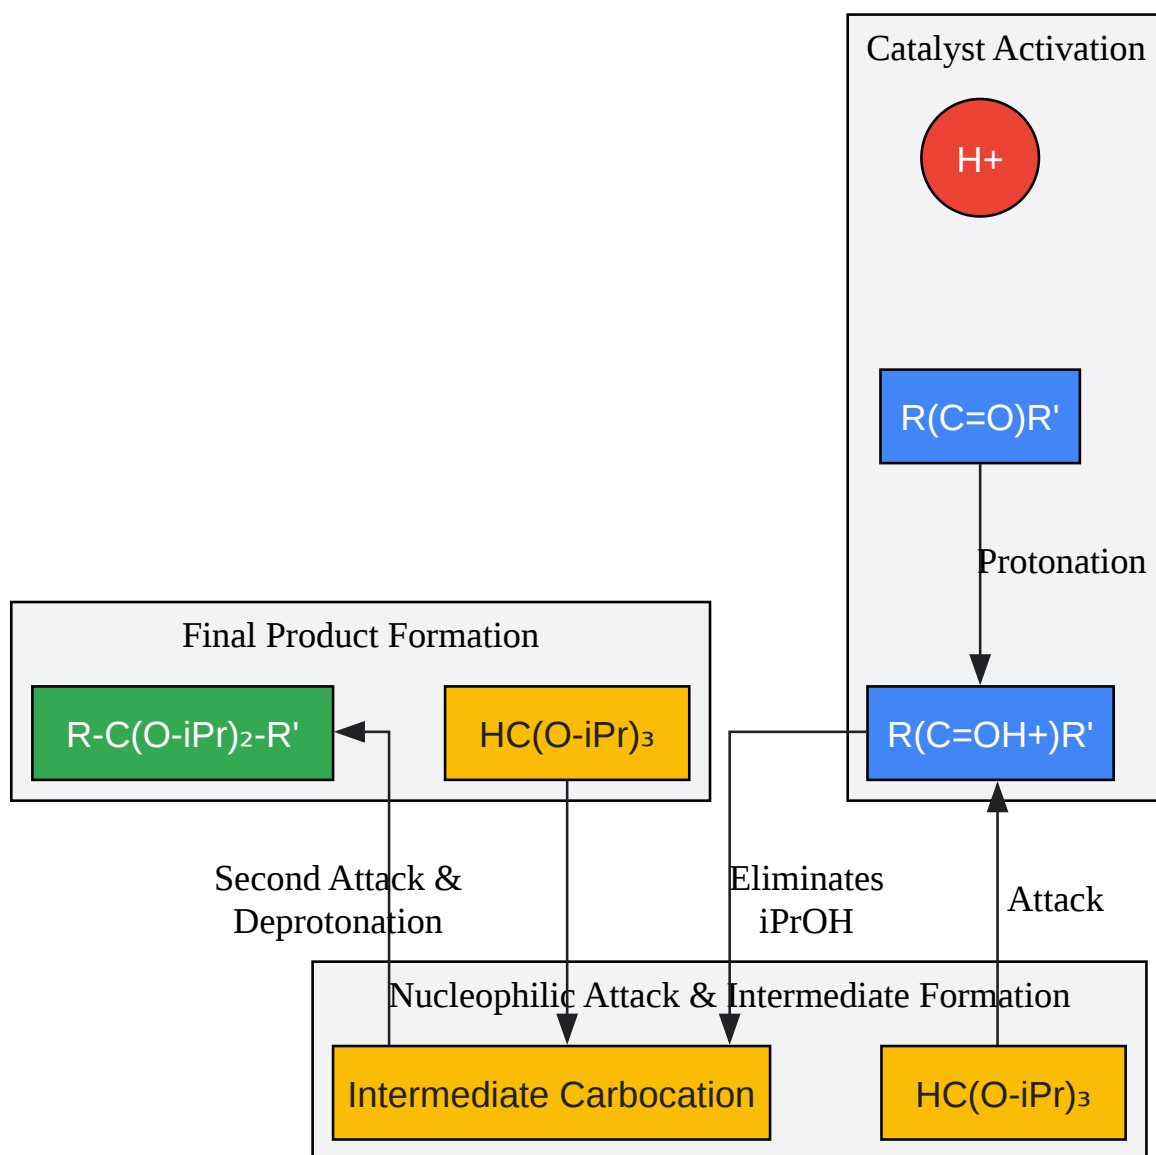 Catalyst Activation
H+
R(C=O)R'
Protonation
Final Product Formation
R-C(O-iPr)₂-R'
HC(O-iPr)₃
R(C=OH+)R'
Second Attack &
Deprotonation
Eliminates
iPrOH
Attack
Nucleophilic Attack & Intermediate Formation
Intermediate Carbocation
HC(O-iPr)₃